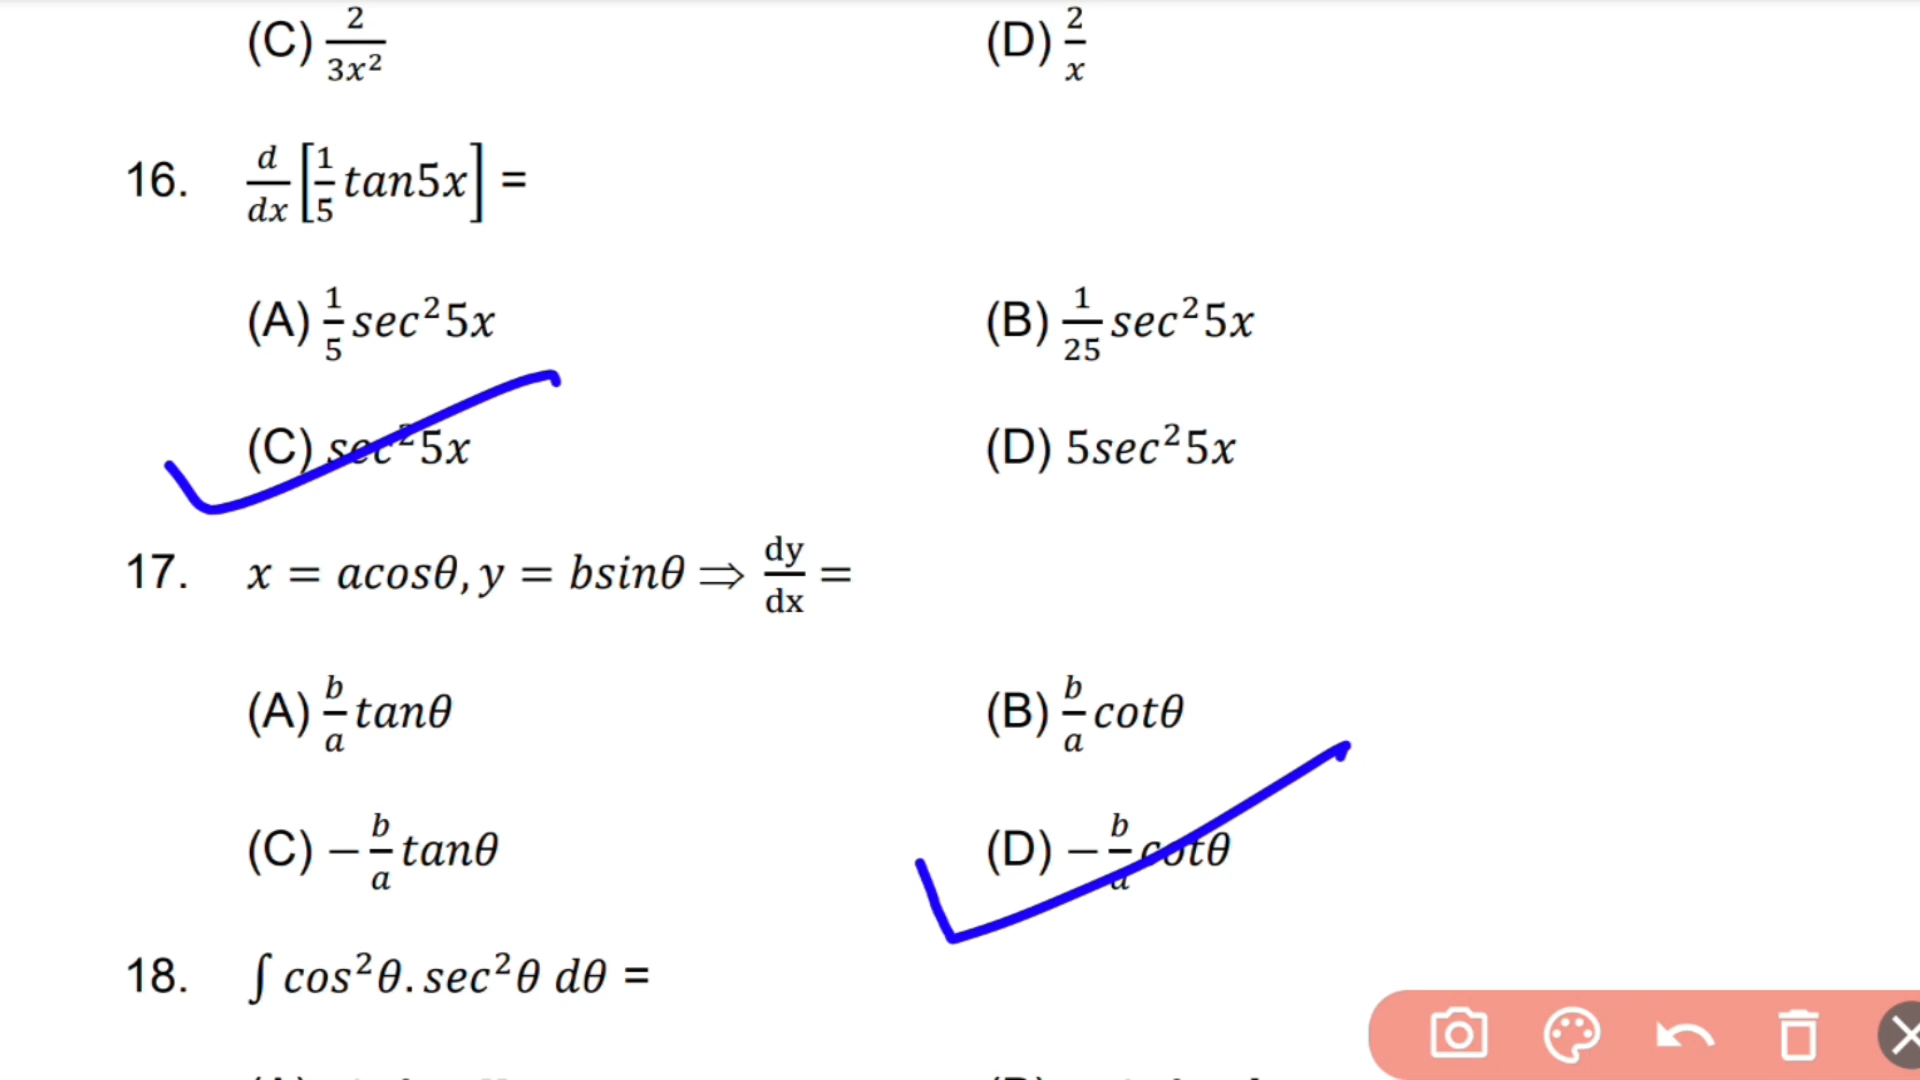 (C) 2/3x² (D) 2/x
16. d/dx [1/5 tan5x] =
(A) 1/5 sec²5x (B) 1/25 sec²5x
(C) sec²5x (D) 5sec²5x
17. x = acosθ, y = bsinθ ⇒ dy/dx =
(A) b/a tanθ (B) b/a cotθ
(C) −b/a tanθ (D) −b/a cotθ
18. ∫ cos²θ.sec²θ dθ =